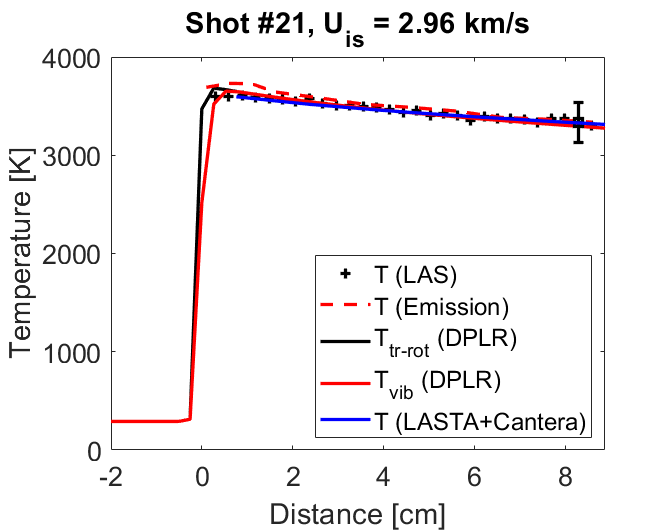 Shot #21, U_is = 2.96 km/s
4000
3000
2000
1000
0
Temperature [K]
T (LAS)
T (Emission)
T_tr-rot (DPLR)
T_vib (DPLR)
T (LASTA+Cantera)
-2 0 2 4 6 8
Distance [cm]